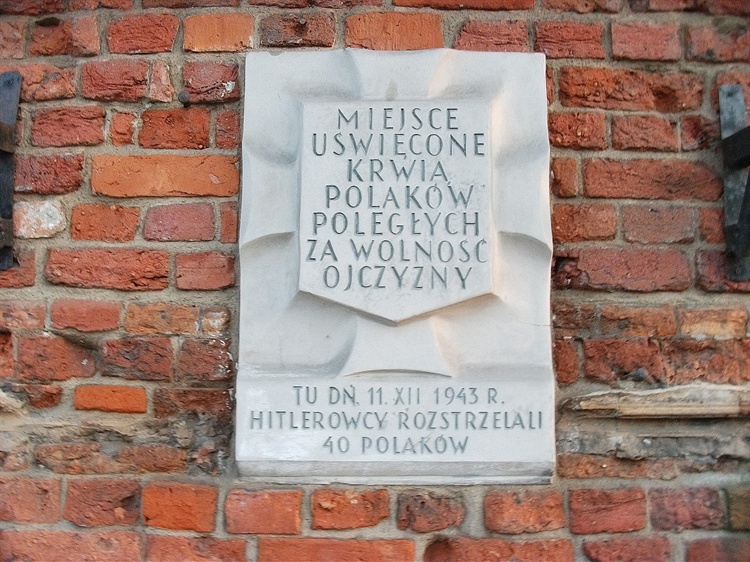 MIEJSCE
UŚWIĘCONE
KRWIĄ
POLAKÓW
POLEGŁYCH
ZA WOLNOŚĆ
OJCZYZNY
TU DN. 11. XII 1943 R.
HITLEROWCY ROZSTRZELALI
40 POLAKÓW